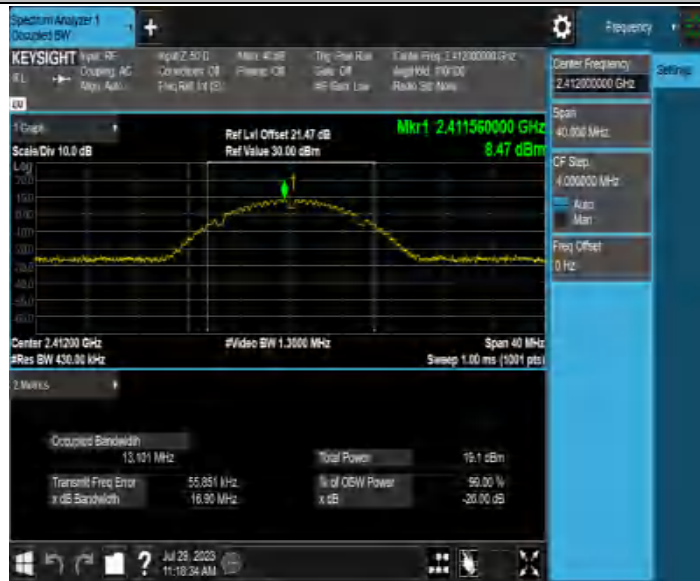 Spectrum Analyzer 1
Occupied BW
Frequency
KEYSIGHT Input: RF
Coupling: AC
Align: Auto
Input Z: 50 Ω
Corrections: Off
Freq Ref: Int (S)
Atten: 40 dB
Preamp: Off
Trig: Free Run
Gate: Off
#IF Gain: Low
Center Freq: 2.412000000 GHz
Avg|Hold: 100/100
Radio Std: None
Center Frequency
2.412000000 GHz
Settings
Span
40.000 MHz
CF Step
4.000000 MHz
Auto
Man
Freq Offset
0 Hz
1 Graph
Scale/Div 10.0 dB
Ref Lvl Offset 21.47 dB
Ref Value 30.00 dBm
Mkr1 2.411560000 GHz
8.47 dBm
Log
1
Center 2.41200 GHz
#Res BW 430.00 kHz
#Video BW 1.3000 MHz
Span 40 MHz
Sweep 1.00 ms (1001 pts)
2 Metrics
Occupied Bandwidth
13.101 MHz
Total Power 19.1 dBm
Transmit Freq Error 55.851 kHz
% of OBW Power 99.00 %
x dB Bandwidth 16.90 MHz
x dB -26.00 dB
Jul 29, 2023
11:18:34 AM